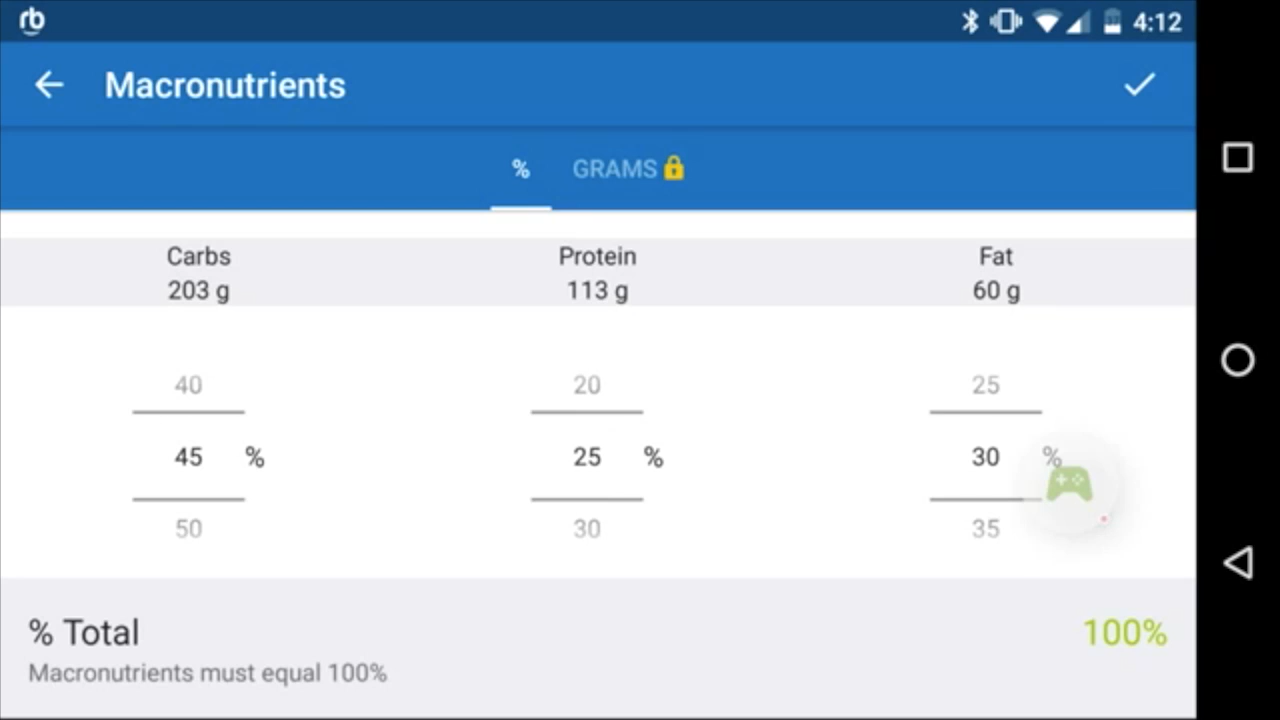 rb 4:12
Macronutrients
% GRAMS
Carbs Protein Fat
203 g 113 g 60 g
40 20 25
45 % 25 % 30 %
50 30 35
% Total 100%
Macronutrients must equal 100%